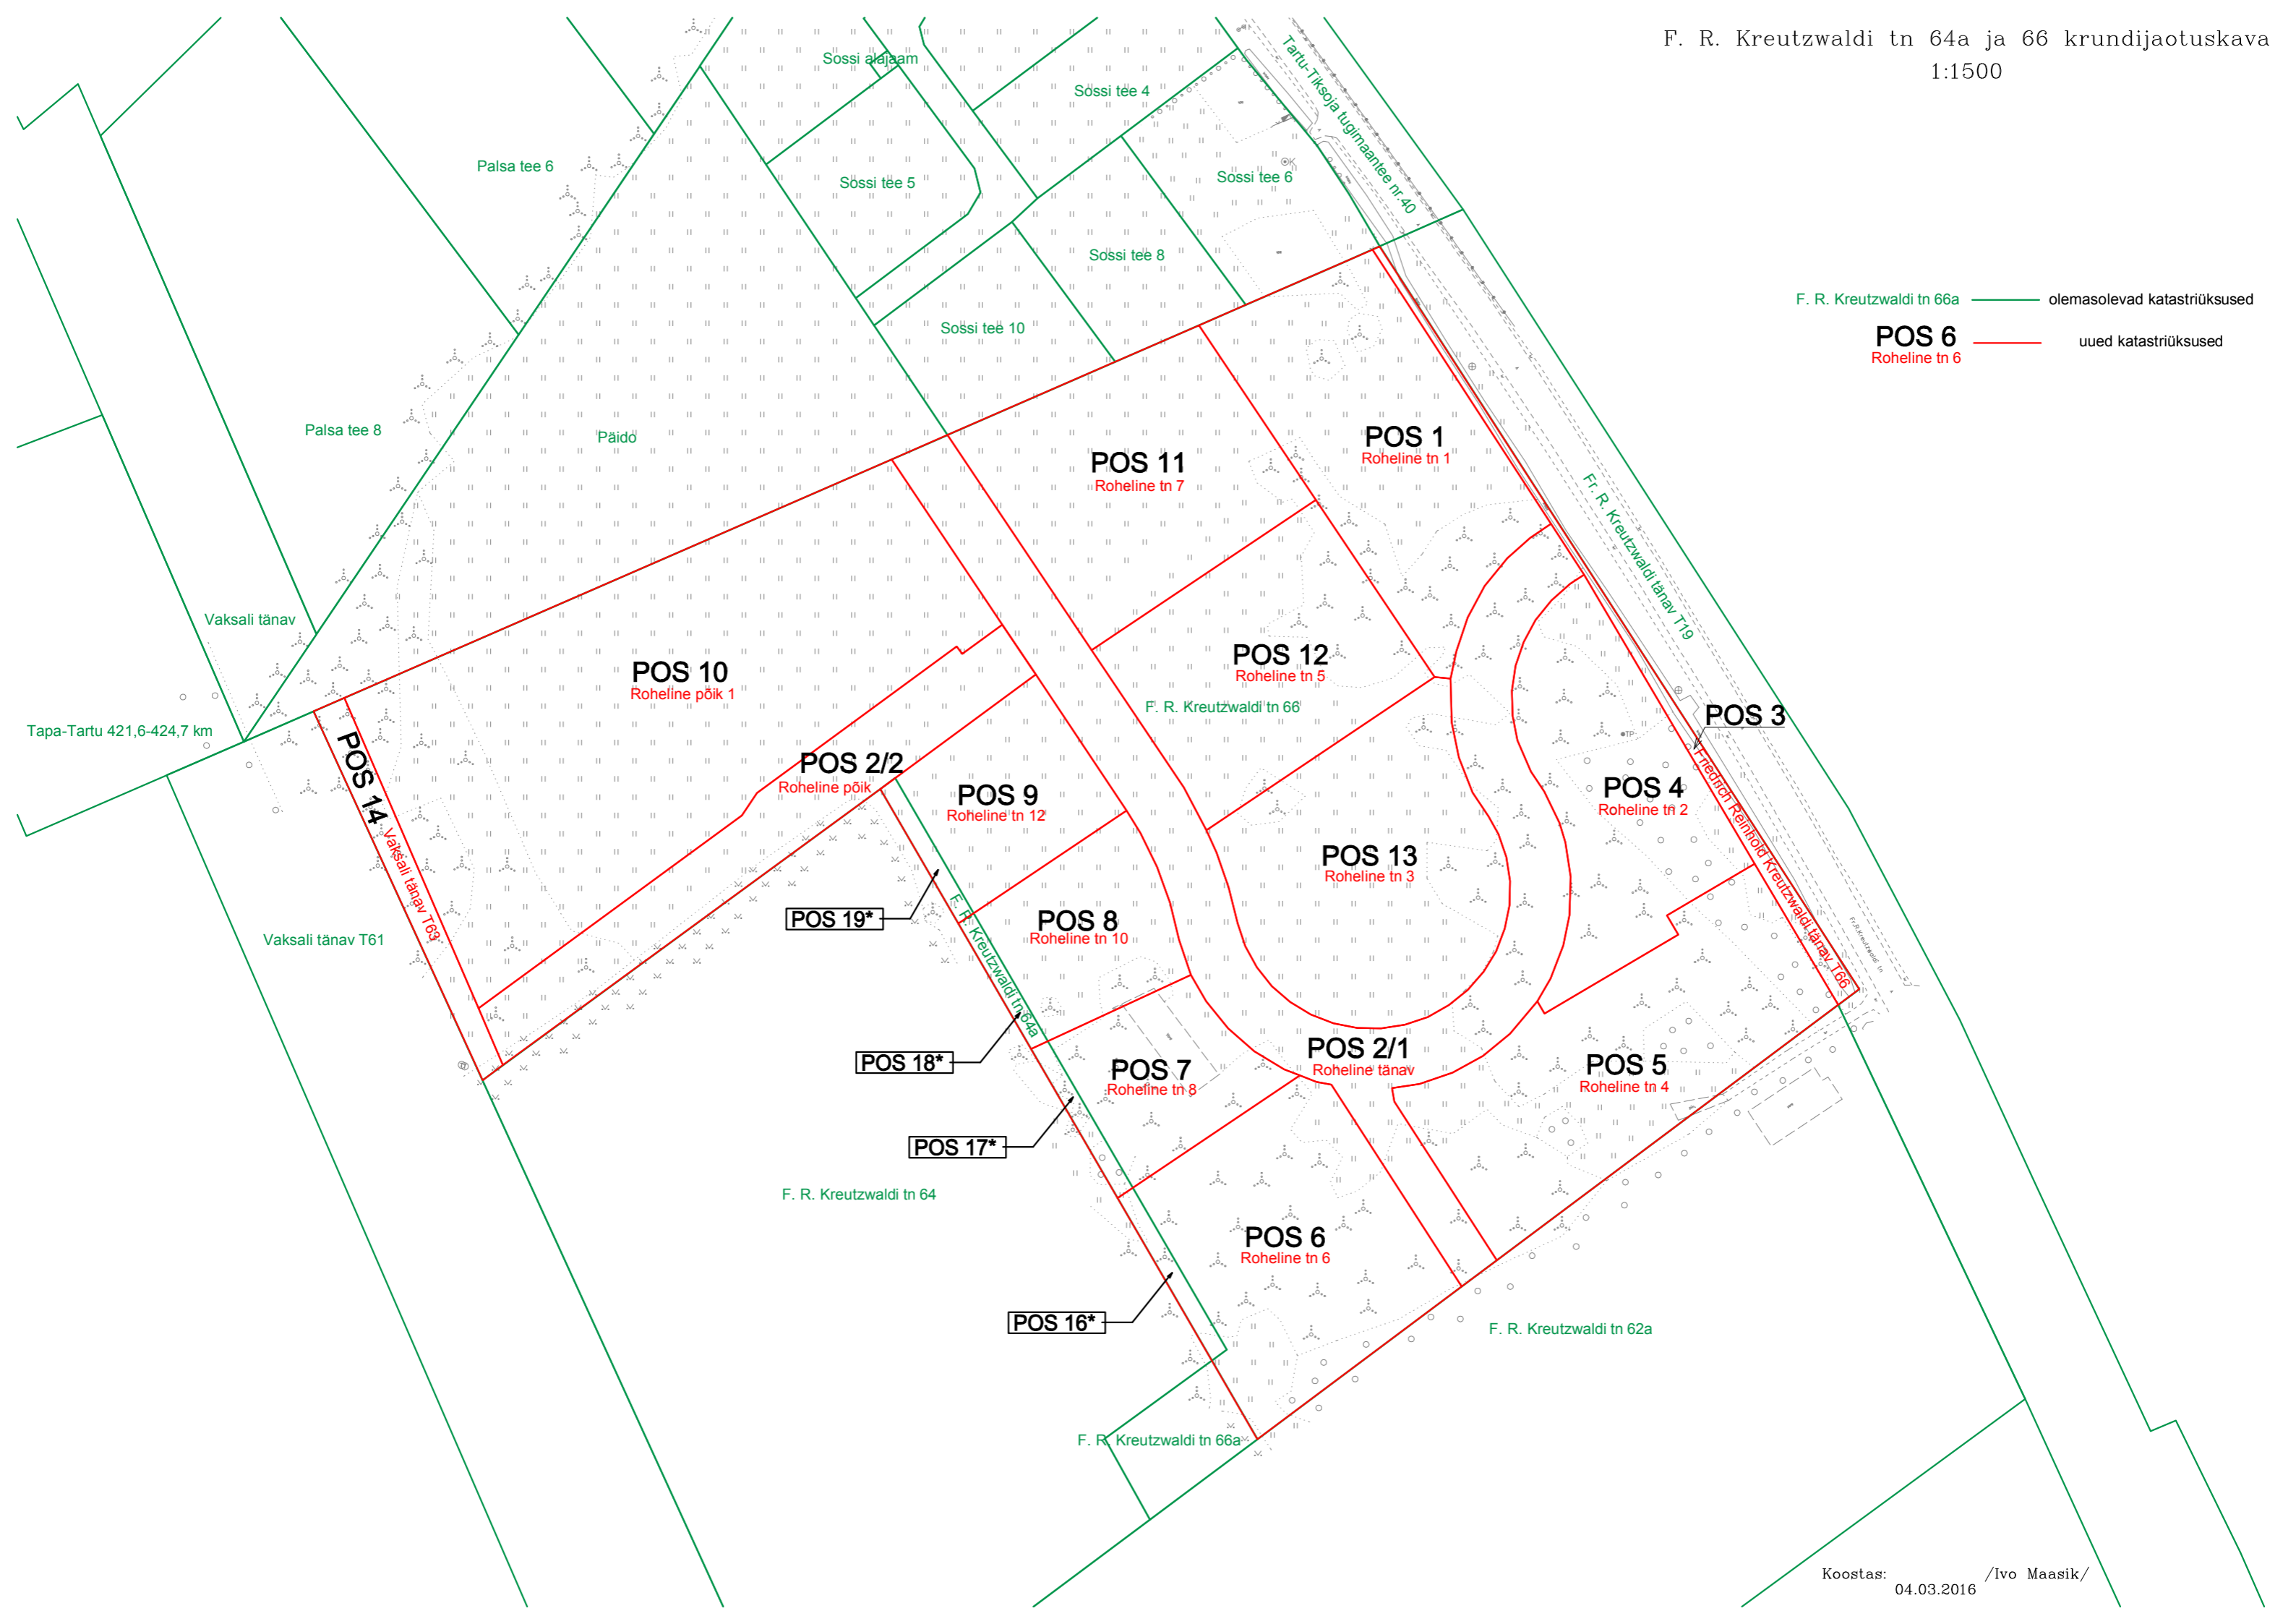 F. R. Kreutzwaldi tn 64a ja 66 krundijaotuskava
1:1500
Sossi alajaam
Sossi tee 4
Tartu-Tiksoja tugimaantee nr.40
Palsa tee 6
Sossi tee 5
Sossi tee 6
Sossi tee 8
F. R. Kreutzwaldi tn 66a
olemasolevad katastriüksused
POS 6
Roheline tn 6
uued katastriüksused
Sossi tee 10
Palsa tee 8
Päido
POS 1
Roheline tn 1
POS 11
Roheline tn 7
Fr. R. Kreutzwaldi tänav T19
Vaksali tänav
POS 10
Roheline põik 1
POS 12
Roheline tn 5
F. R. Kreutzwaldi tn 66
POS 3
Tapa-Tartu 421,6-424,7 km
POS 14
Vaksali tänav T63
POS 2/2
Roheline põik
POS 9
Roheline tn 12
POS 4
Roheline tn 2
Friedrich Reinhold Kreutzwaldi tänav T66
POS 13
Roheline tn 3
POS 19*
POS 8
Roheline tn 10
F. R. Kreutzwaldi tn 64a
Fr.R.Kreutzwaldi tn
Vaksali tänav T61
TP
POS 18*
POS 7
Roheline tn 8
POS 2/1
Roheline tänav
POS 5
Roheline tn 4
POS 17*
F. R. Kreutzwaldi tn 64
POS 6
Roheline tn 6
POS 16*
F. R. Kreutzwaldi tn 62a
F. R. Kreutzwaldi tn 66a
Koostas: /Ivo Maasik/
04.03.2016